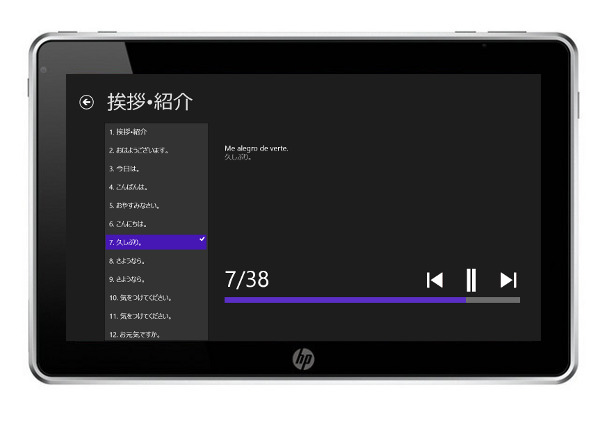 挨拶・紹介
1. 挨拶・紹介
2. おはようございます。
3. 今日は。
4. こんばんは。
5. おやすみなさい。
6. こんにちは。
7. 久しぶり。
8. さようなら。
9. さようなら。
10. 気をつけてください。
11. 気をつけてください。
12. お元気ですか。
Me alegro de verte.
久しぶり。
7/38
hp